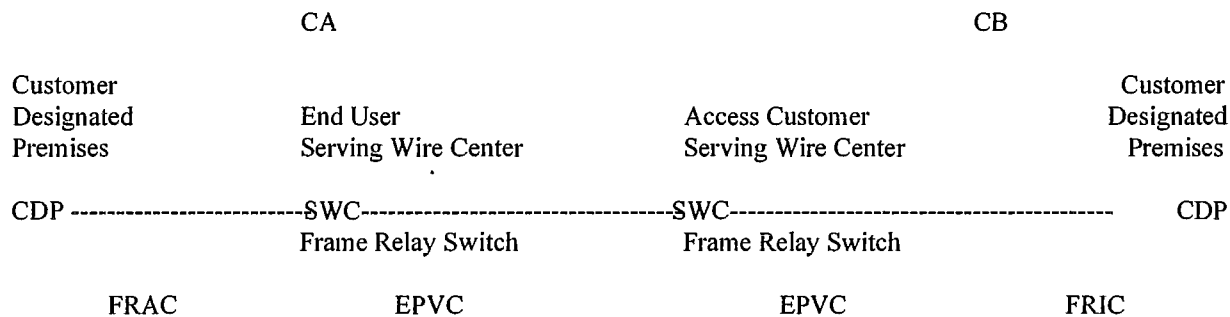 CA CB
Customer Customer
Designated End User Access Customer Designated
Premises Serving Wire Center Serving Wire Center Premises
CDP ----------------------------SWC------------------------------------SWC-------------------------------------------- CDP
Frame Relay Switch Frame Relay Switch
FRAC EPVC EPVC FRIC